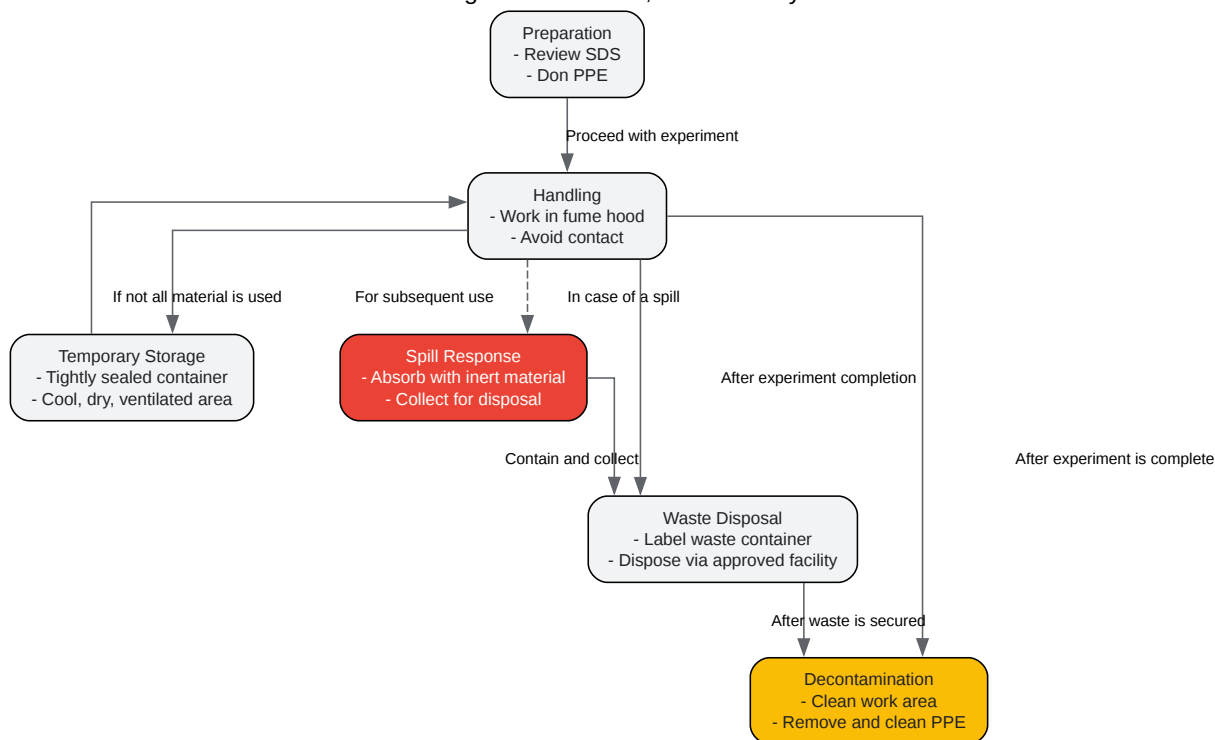 Preparation
- Review SDS
- Don PPE
Proceed with experiment
Handling
- Work in fume hood
- Avoid contact
If not all material is used
For subsequent use
In case of a spill
Temporary Storage
- Tightly sealed container
- Cool, dry, ventilated area
Spill Response
- Absorb with inert material
- Collect for disposal
After experiment completion
Contain and collect
After experiment is complete
Waste Disposal
- Label waste container
- Dispose via approved facility
After waste is secured
Decontamination
- Clean work area
- Remove and clean PPE